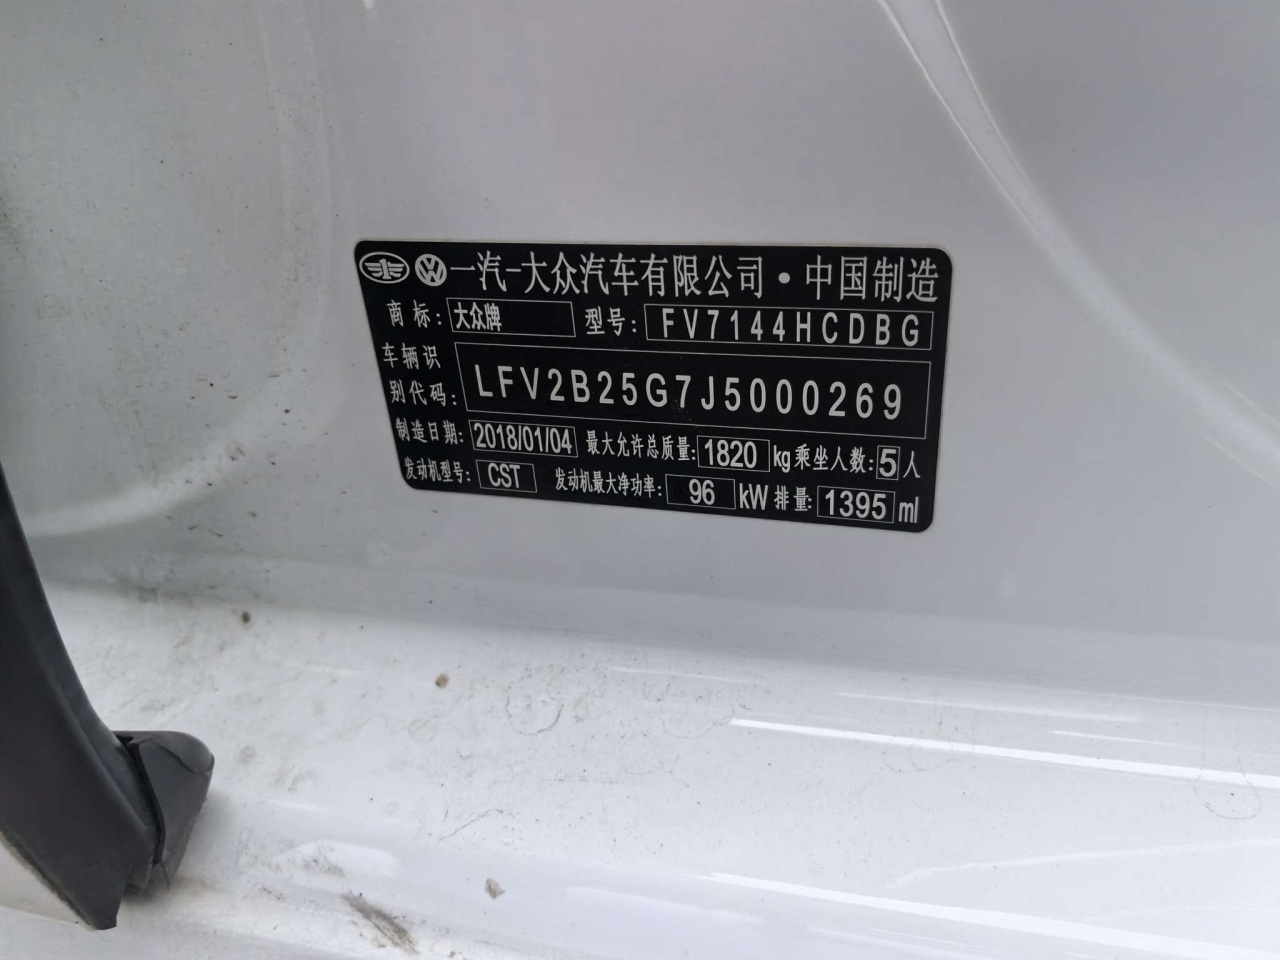 一汽-大众汽车有限公司·中国制造
商标: 大众牌 型号: FV7144HCDBG
车辆识别代码: LFV2B25G7J5000269
制造日期: 2018/01/04 最大允许总质量: 1820 kg 乘坐人数: 5 人
发动机型号: CST 发动机最大净功率: 96 kW 排量: 1395 ml